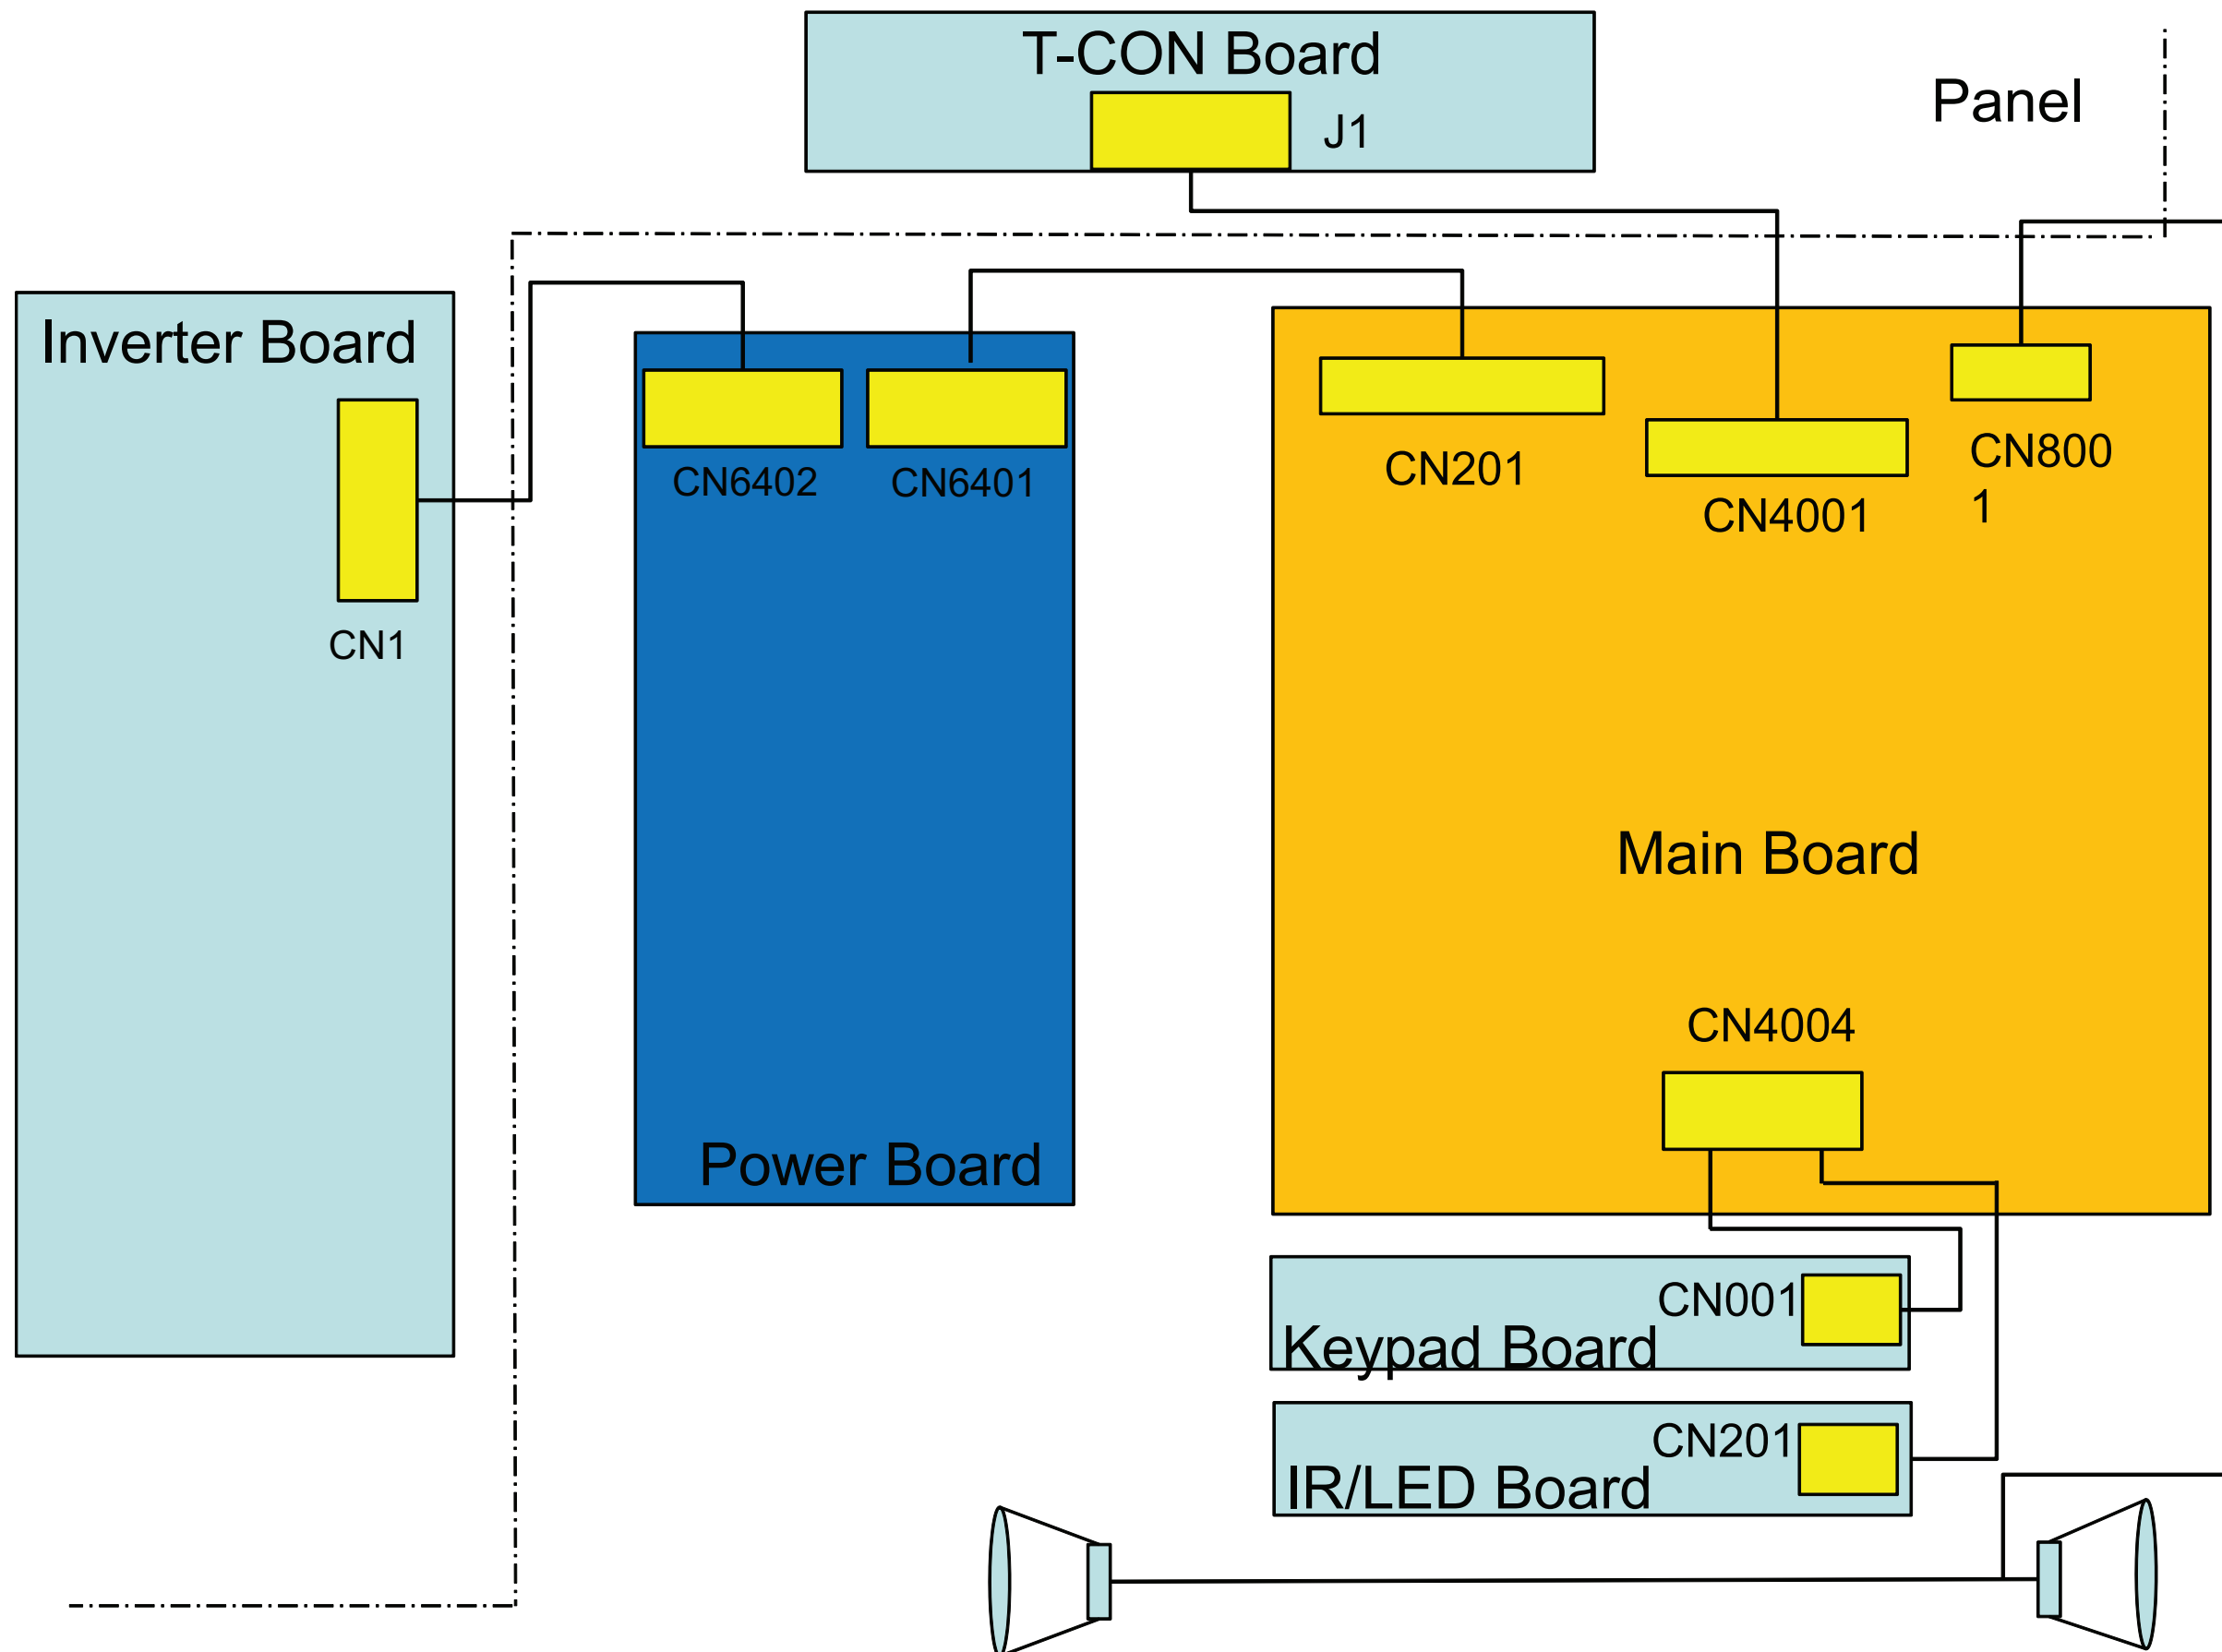 T-CON Board
J1
Panel
Inverter Board
CN1
CN6402
CN6401
Power Board
CN201
CN4001
CN800
1
Main Board
CN4004
CN001
Keypad Board
CN201
IR/LED Board